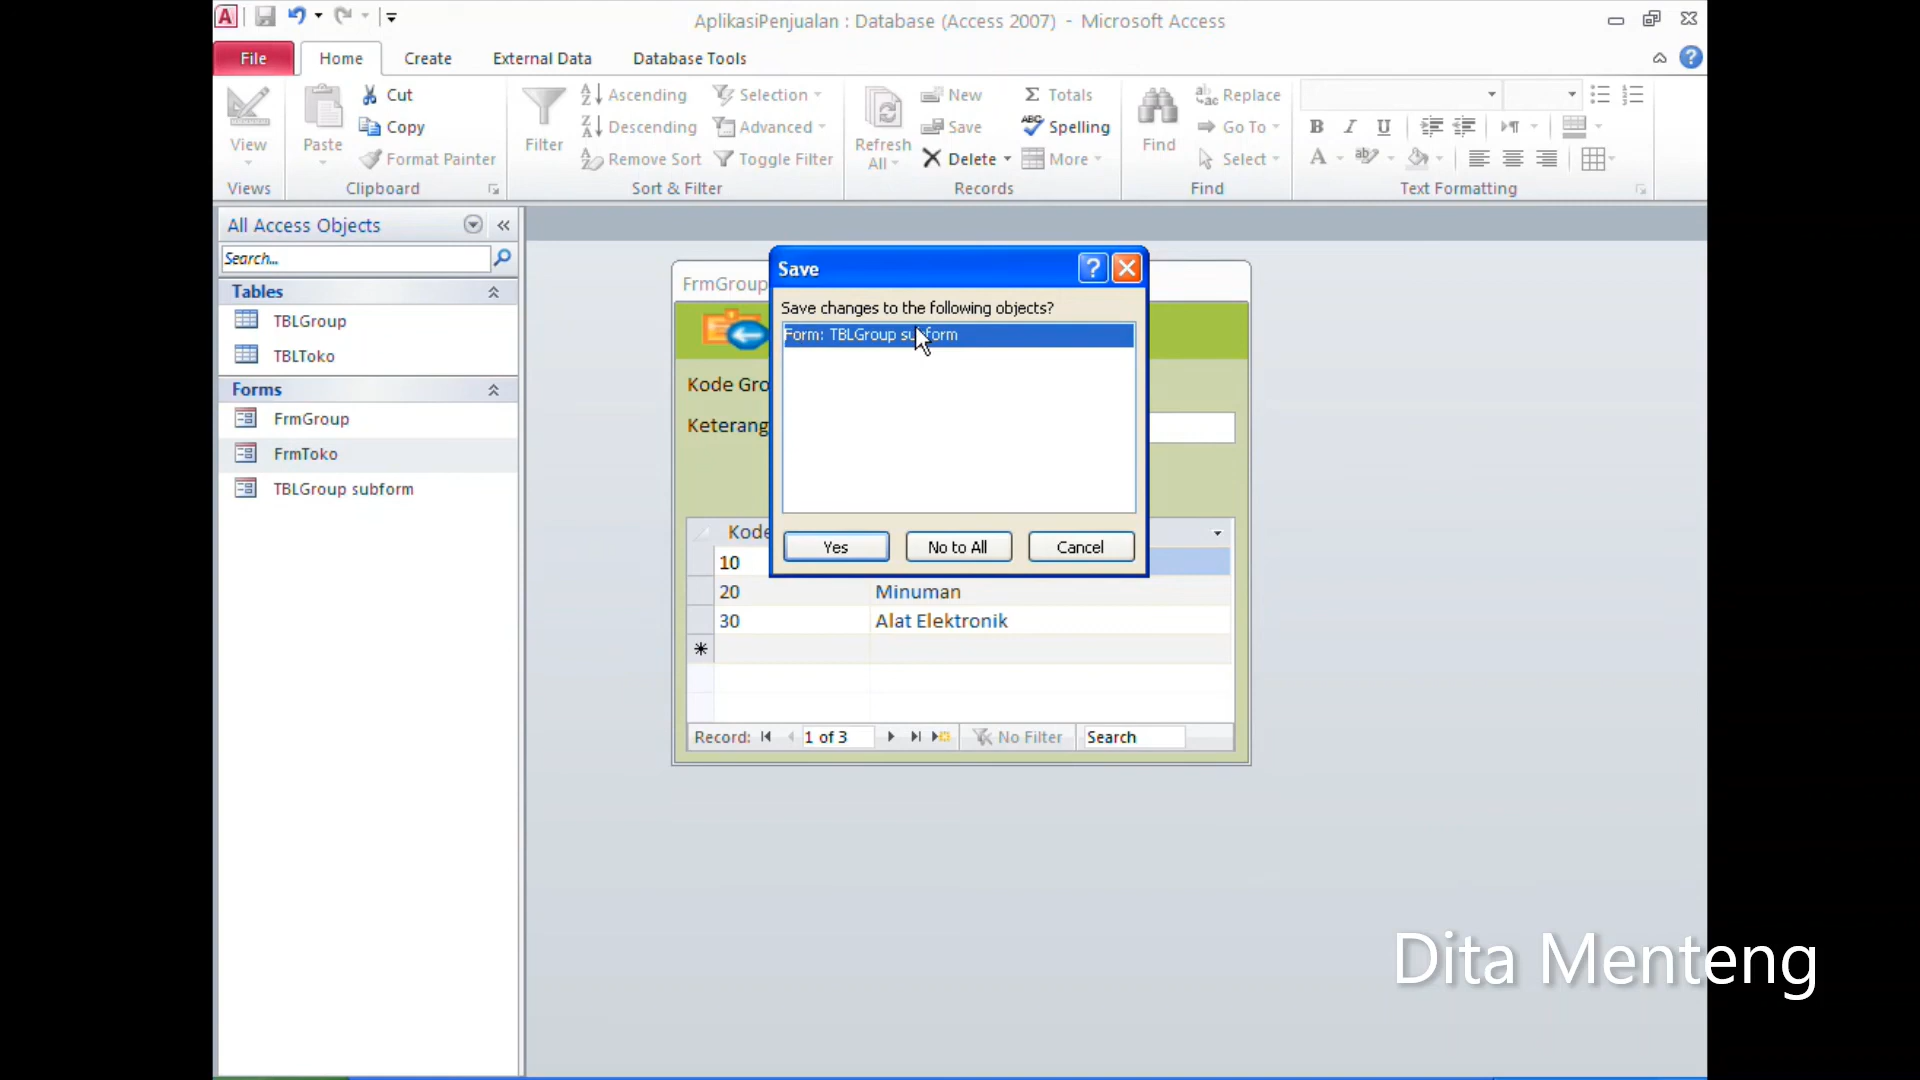 AplikasiPenjualan : Database (Access 2007) - Microsoft Access
File Home Create External Data Database Tools
View
Views
Paste
Cut
Copy
Format Painter
Clipboard
Filter
Ascending
Descending
Remove Sort
Selection
Advanced
Toggle Filter
Sort & Filter
Refresh
All
New
Save
Delete
Totals
Spelling
More
Records
Find
Replace
Go To
Select
Find
B I U
A
Text Formatting
All Access Objects
Search...
Tables
TBLGroup
TBLToko
Forms
FrmGroup
FrmToko
TBLGroup subform
FrmGroup
Kode Gro
Keterang
Save
Save changes to the following objects?
Form: TBLGroup subform
Yes No to All Cancel
Kode
10
20 Minuman
30 Alat Elektronik
Record: 1 of 3 No Filter Search
Dita Menteng